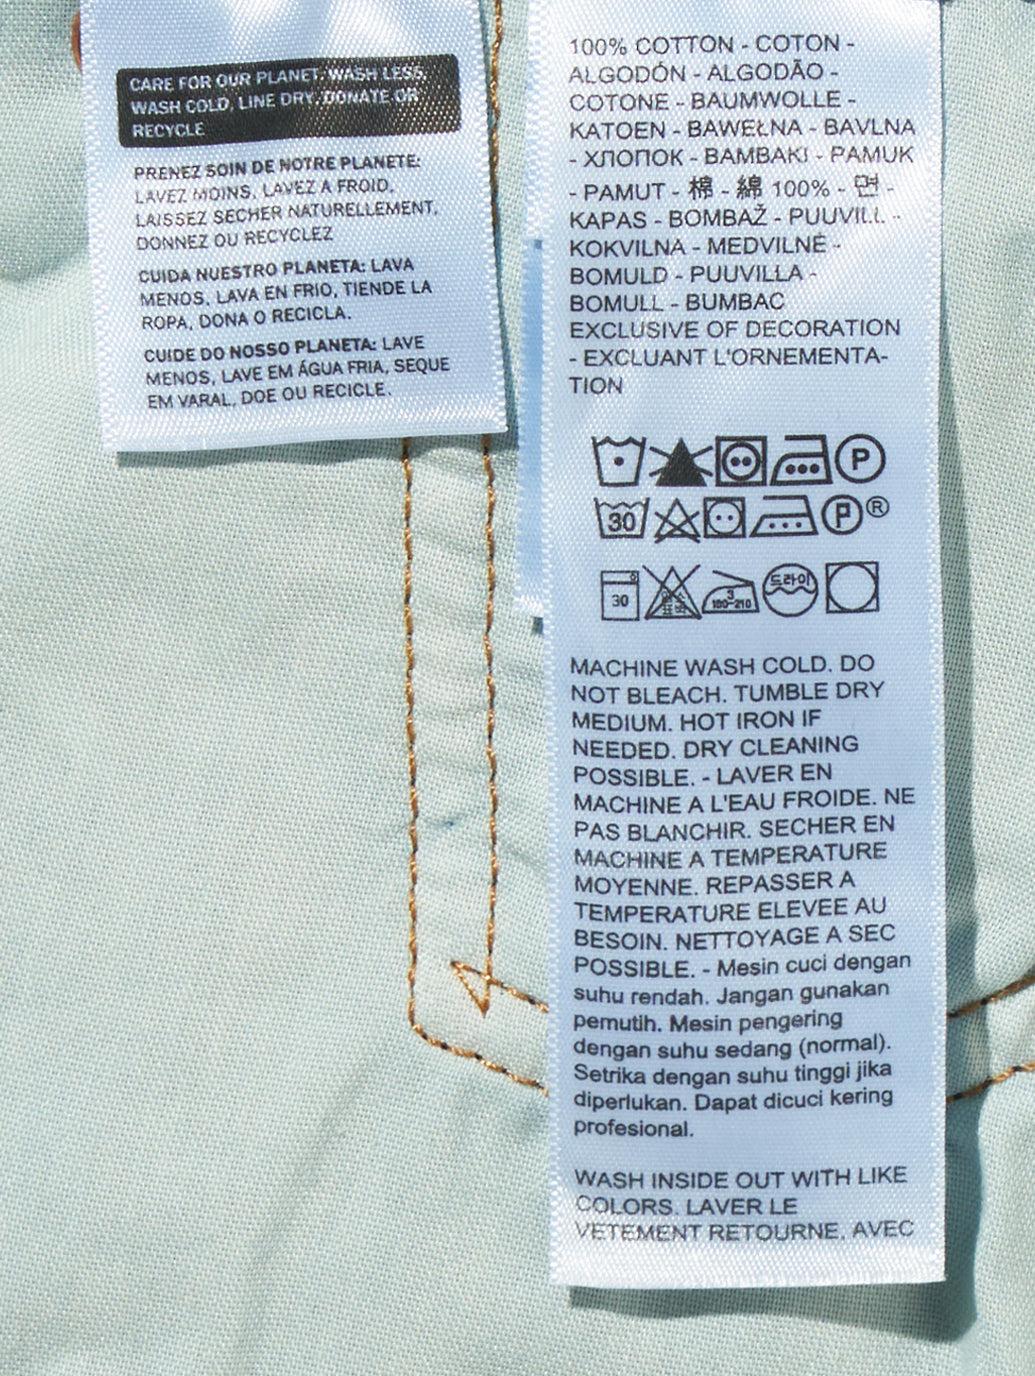 CARE FOR OUR PLANET. WASH LESS,
WASH COLD, LINE DRY, DONATE OR
RECYCLE
PRENEZ SOIN DE NOTRE PLANETE:
LAVEZ MOINS, LAVEZ A FROID,
LAISSEZ SECHER NATURELLEMENT,
DONNEZ OU RECYCLEZ
CUIDA NUESTRO PLANETA: LAVA
MENOS, LAVA EN FRIO, TIENDE LA
ROPA, DONA O RECICLA.
CUIDE DO NOSSO PLANETA: LAVE
MENOS, LAVE EM ÁGUA FRIA, SEQUE
EM VARAL, DOE OU RECICLE.
100% COTTON - COTON -
ALGODÓN - ALGODÃO -
COTONE - BAUMWOLLE -
KATOEN - BAWEŁNA - BAVLNA
- ХЛОПОК - BAMBAKI - PAMUK
- PAMUT - 棉 - 綿 100% - 면 -
KAPAS - BOMBAŽ - PUUVILL -
KOKVILNA - MEDVILNĖ -
BOMULD - PUUVILLA -
BOMULL - BUMBAC
EXCLUSIVE OF DECORATION
- EXCLUANT L'ORNEMENTA-
TION
P
30 P ®
30 3 180-210 드라이
MACHINE WASH COLD. DO
NOT BLEACH. TUMBLE DRY
MEDIUM. HOT IRON IF
NEEDED. DRY CLEANING
POSSIBLE. - LAVER EN
MACHINE A L'EAU FROIDE. NE
PAS BLANCHIR. SECHER EN
MACHINE A TEMPERATURE
MOYENNE. REPASSER A
TEMPERATURE ELEVEE AU
BESOIN. NETTOYAGE A SEC
POSSIBLE. - Mesin cuci dengan
suhu rendah. Jangan gunakan
pemutih. Mesin pengering
dengan suhu sedang (normal).
Setrika dengan suhu tinggi jika
diperlukan. Dapat dicuci kering
profesional.
WASH INSIDE OUT WITH LIKE
COLORS. LAVER LE
VETEMENT RETOURNE, AVEC